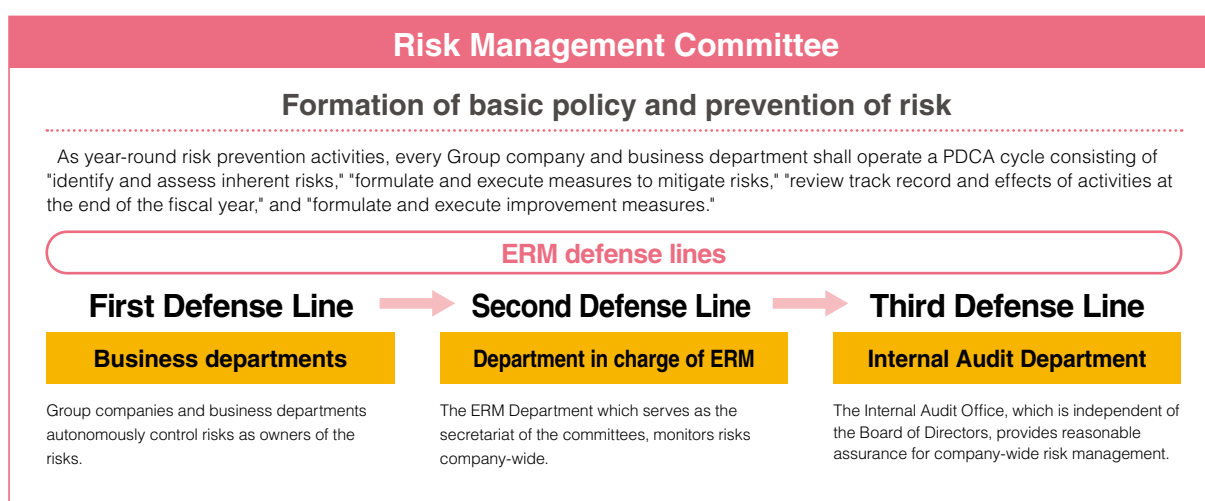 Risk Management Committee
Formation of basic policy and prevention of risk
As year-round risk prevention activities, every Group company and business department shall operate a PDCA cycle consisting of
"identify and assess inherent risks," "formulate and execute measures to mitigate risks," "review track record and effects of activities at
the end of the fiscal year," and "formulate and execute improvement measures."
ERM defense lines
First Defense Line
Business departments
Group companies and business departments
autonomously control risks as owners of the
risks.
Second Defense Line
Department in charge of ERM
The ERM Department which serves as the
secretariat of the committees, monitors risks
company-wide.
Third Defense Line
Internal Audit Department
The Internal Audit Office, which is independent of
the Board of Directors, provides reasonable
assurance for company-wide risk management.